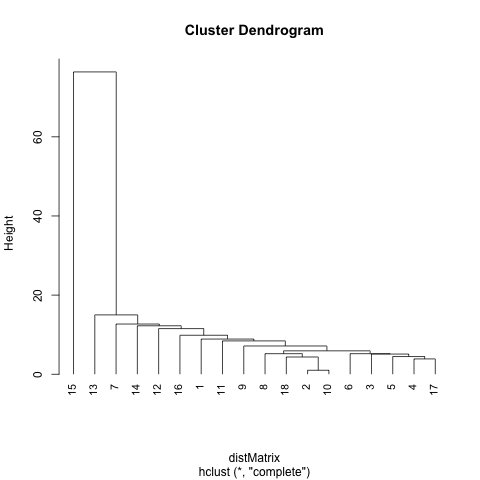 Cluster Dendrogram
Height
60
40
20
0
15 13 7 14 12 16 1 11 9 8 18 2 10 6 3 5 4 17
distMatrix
hclust (*, "complete")